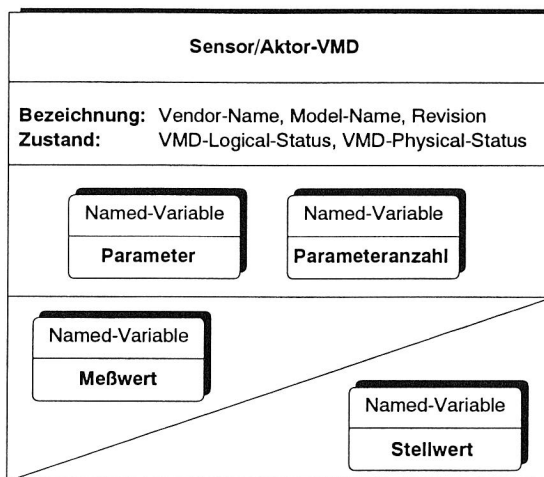 Sensor/Aktor-VMD
Bezeichnung: Vendor-Name, Model-Name, Revision
Zustand: VMD-Logical-Status, VMD-Physical-Status
Named-Variable
Parameter
Named-Variable
Parameteranzahl
Named-Variable
Meßwert
Named-Variable
Stellwert